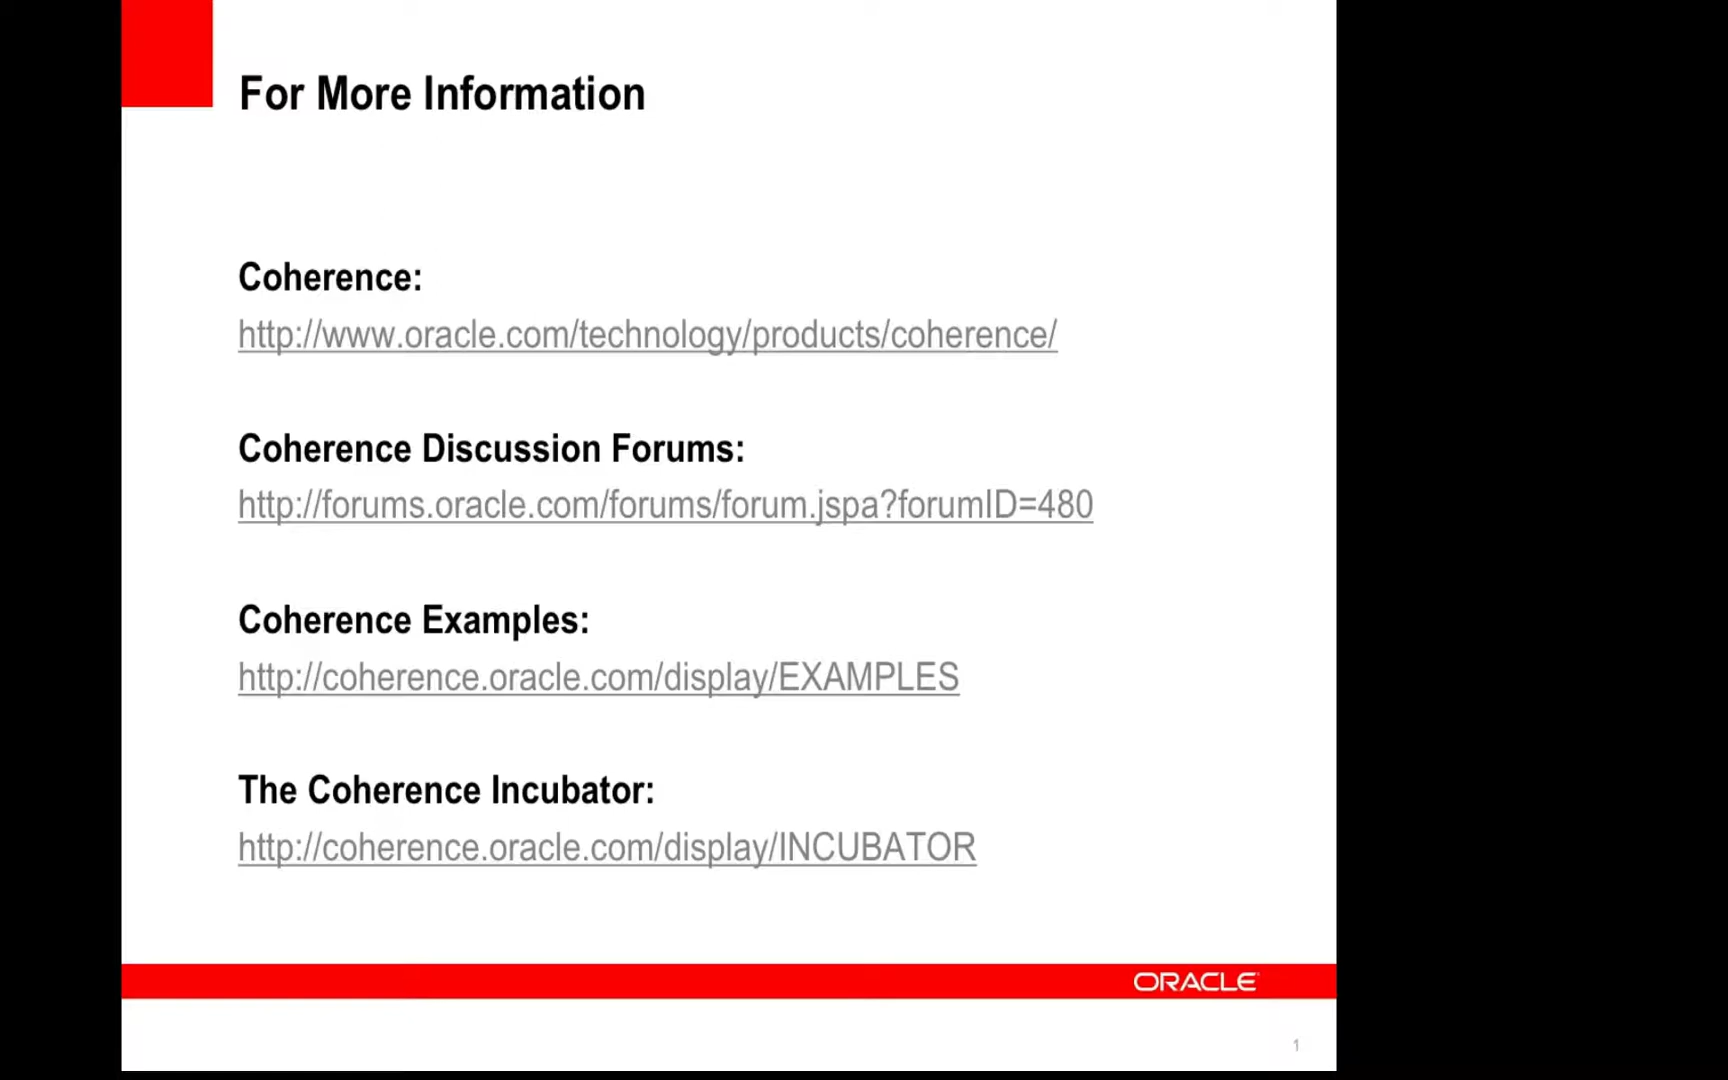 For More Information
Coherence:
http://www.oracle.com/technology/products/coherence/
Coherence Discussion Forums:
http://forums.oracle.com/forums/forum.jspa?forumID=480
Coherence Examples:
http://coherence.oracle.com/display/EXAMPLES
The Coherence Incubator:
http://coherence.oracle.com/display/INCUBATOR
ORACLE
1